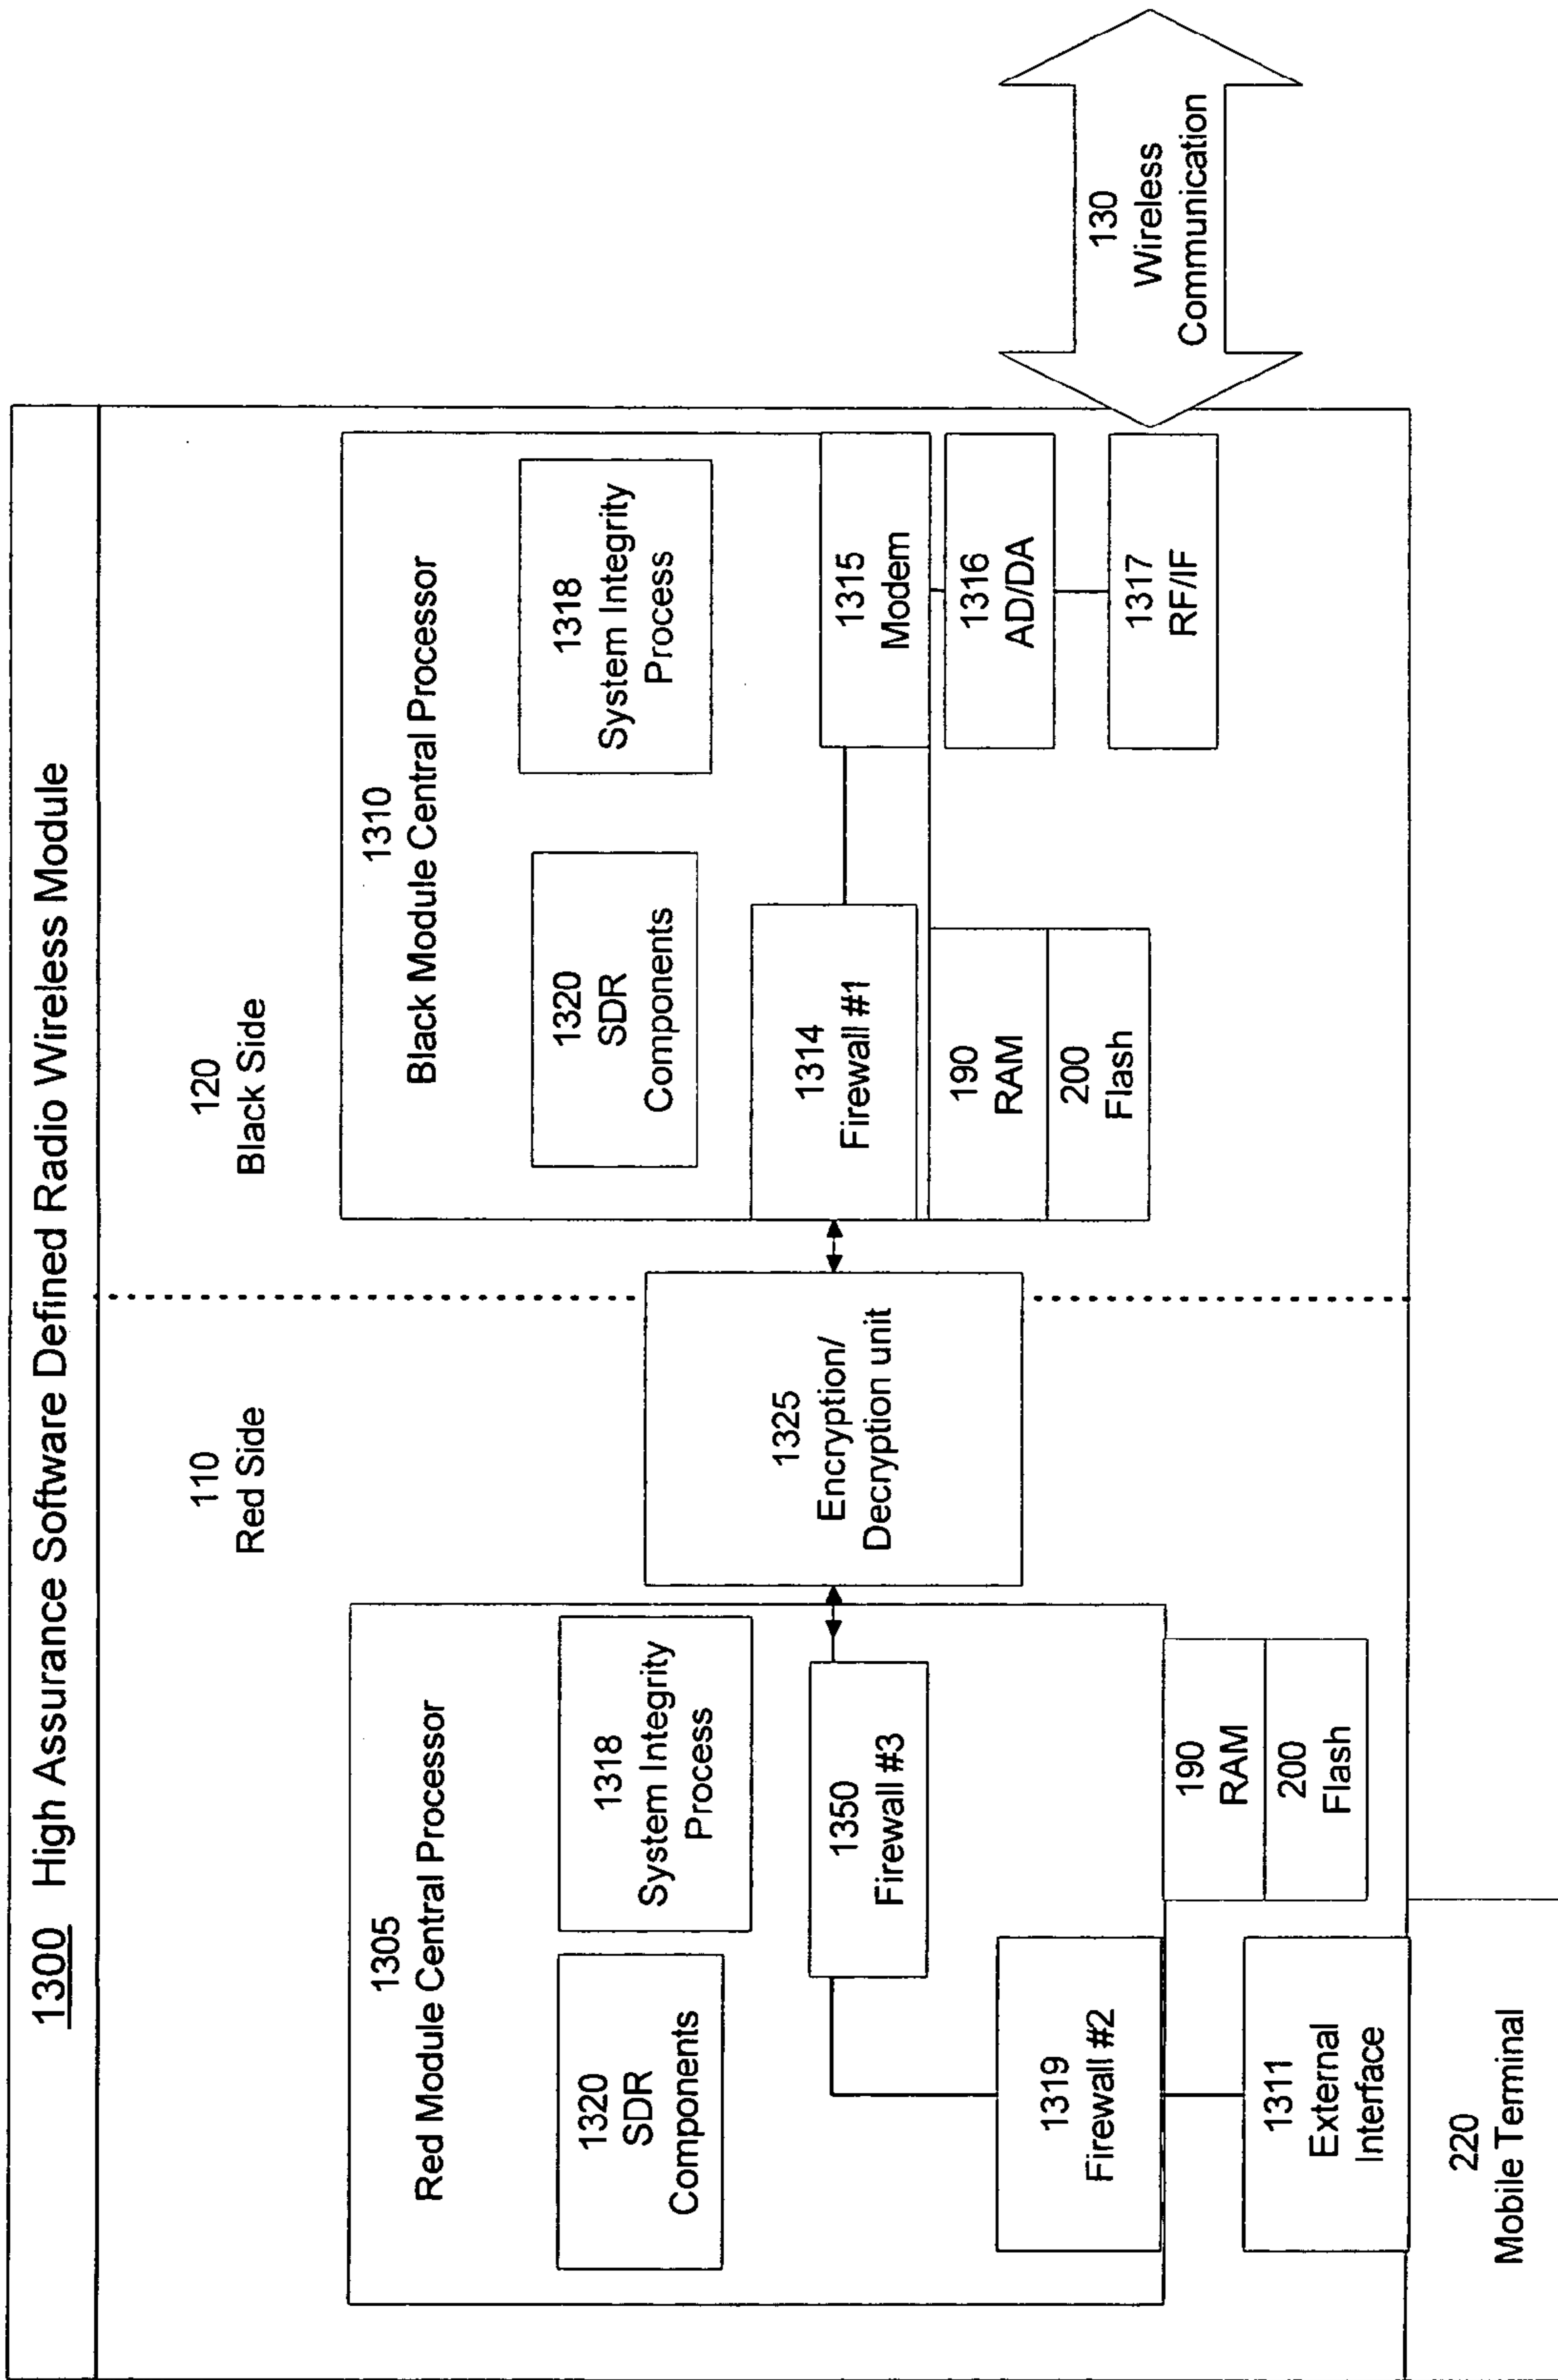 1300 High Assurance Software Defined Radio Wireless Module
110
Red Side
120
Black Side
1305
Red Module Central Processor
1320
SDR
Components
1318
System Integrity
Process
1350
Firewall #3
1319
Firewall #2
190
RAM
200
Flash
1311
External
Interface
220
Mobile Terminal
1325
Encryption/
Decryption unit
1310
Black Module Central Processor
1320
SDR
Components
1318
System Integrity
Process
1314
Firewall #1
1315
Modem
190
RAM
200
Flash
1316
AD/DA
1317
RF/IF
130
Wireless
Communication